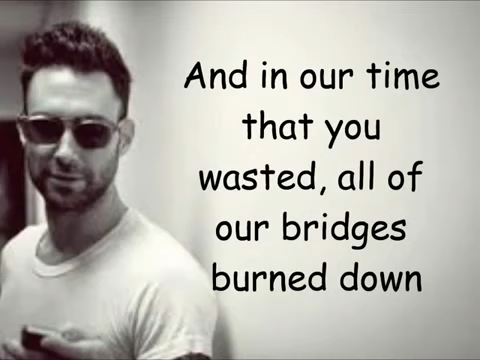 And in our time
that you
wasted, all of
our bridges
burned down